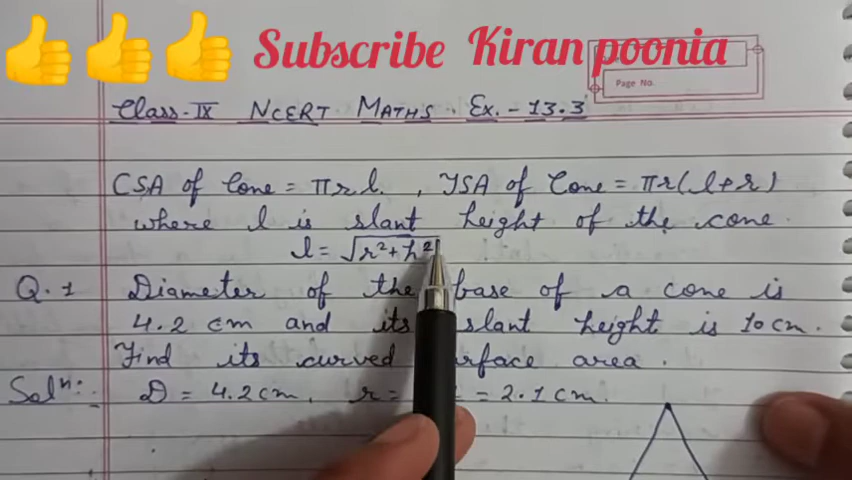 Subscribe Kiran poonia
Page No.
Class-IX NCERT MATHS Ex.-13.3
CSA of Cone = πrl. , TSA of Cone = πr(l+r)
where l is slant height of the cone.
l = √r²+h²
Q.1 Diameter of the base of a cone is
4.2 cm and its slant height is 10 cm.
Find its curved surface area.
Solⁿ:- D = 4.2 cm, r = = 2.1 cm.